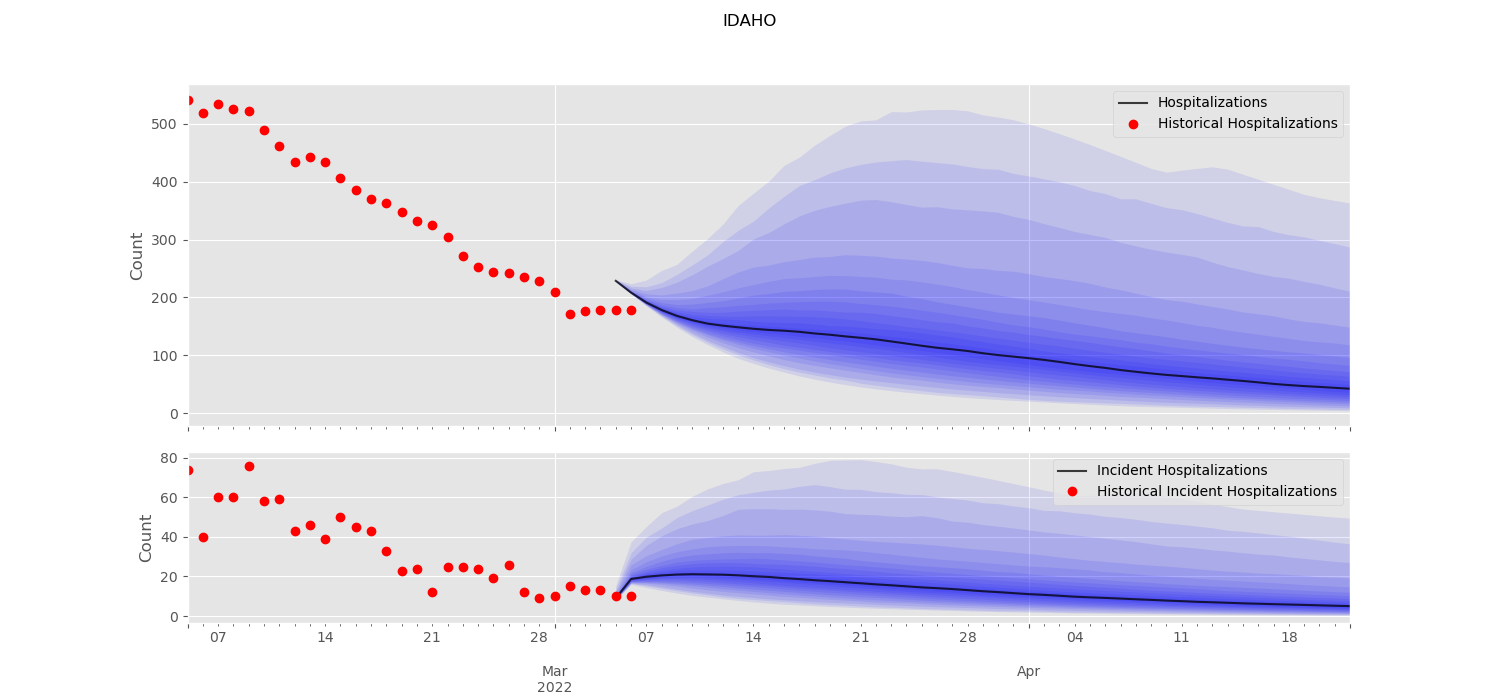 IDAHO
Hospitalizations
Historical Hospitalizations
500
400
300
200
100
0
Count
Incident Hospitalizations
Historical Incident Hospitalizations
80
60
40
20
0
Count
07 14 21 28 07 14 21 28 04 11 18
Mar Apr
2022